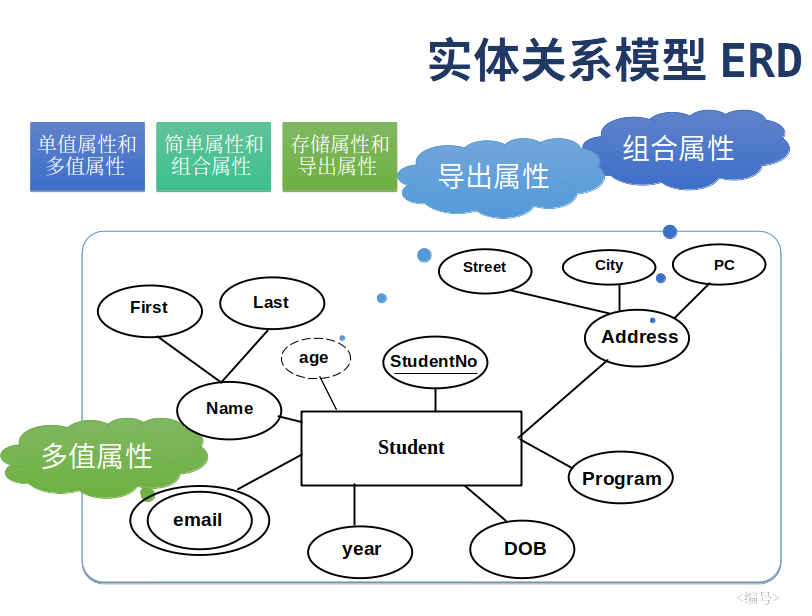 实体关系模型 ERD
单值属性和
多值属性
简单属性和
组合属性
存储属性和
导出属性
导出属性
组合属性
Street
City
PC
First
Last
age
StudentNo
Address
Name
Student
多值属性
Program
email
year
DOB
<编号>